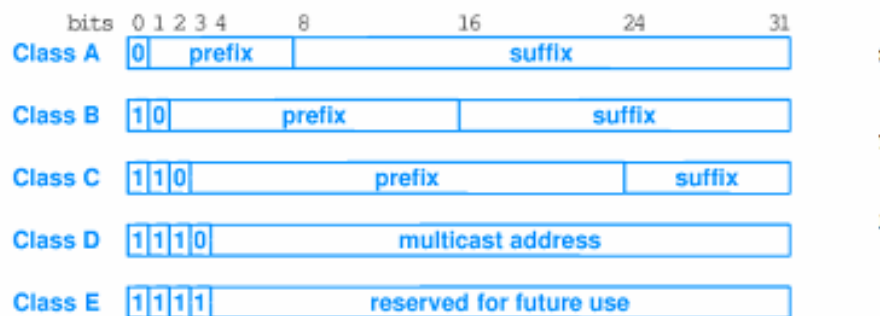 bits 0 1 2 3 4 8 16 24 31
Class A 0 prefix suffix
Class B 1 0 prefix suffix
Class C 1 1 0 prefix suffix
Class D 1 1 1 0 multicast address
Class E 1 1 1 1 reserved for future use